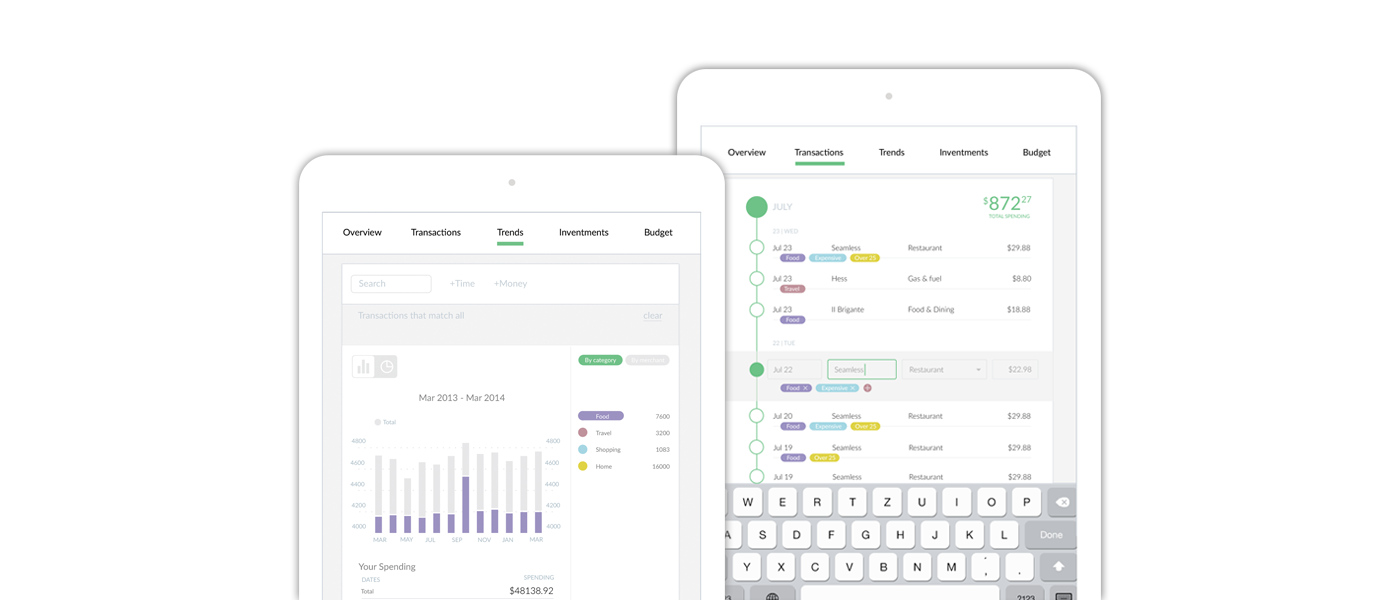 Overview Transactions Trends Inventments Budget
Search +Time +Money
Transactions that match all clear
By category
Mar 2013 - Mar 2014
Total
Food 7600
Travel 3200
Shopping 1083
Home 16000
4800 4800
4600 4600
4400 4400
4200 4200
4000 4000
MAR MAY JUL SEP NOV JAN MAR
Your Spending
DATES SPENDING
Total $48138.92
Overview Transactions Trends Inventments Budget
JULY $872 27
TOTAL SPENDING
23 | WED
Jul 23 Seamless Restaurant $29.88
Food Expensive Over 25
Jul 23 Hess Gas & fuel $8.80
Travel
Jul 23 Il Brigante Food & Dining $18.88
Food
22 | TUE
Jul 22 Seamless Restaurant $22.98
Food × Expensive × +
Jul 20 Seamless Restaurant $29.88
Food Expensive Over 25
Jul 19 Seamless Restaurant $29.88
Food Over 25
Jul 19 Seamless Restaurant $29.88
W E R T Z U I O P
A S D F G H J K L Done
Y X C V B N M , .
.?123